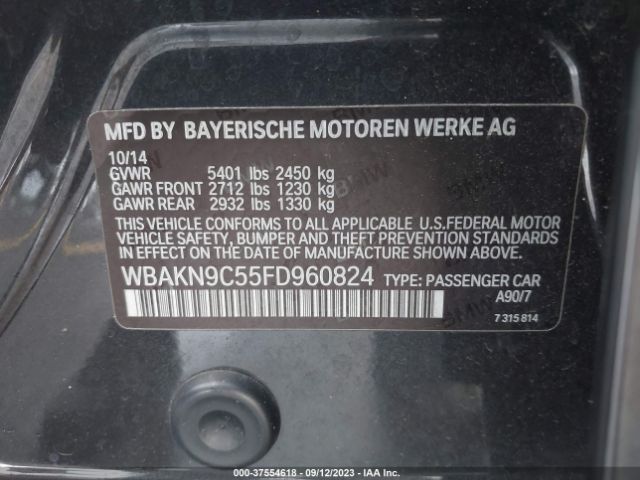 MFD BY BAYERISCHE MOTOREN WERKE AG
10/14
GVWR 5401 lbs 2450 kg
GAWR FRONT 2712 lbs 1230 kg
GAWR REAR 2932 lbs 1330 kg
THIS VEHICLE CONFORMS TO ALL APPLICABLE U.S.FEDERAL MOTOR
VEHICLE SAFETY, BUMPER AND THEFT PREVENTION STANDARDS
IN EFFECT ON THE DATE OF MANUFACTURE SHOWN ABOVE.
WBAKN9C55FD960824 TYPE: PASSENGER CAR
A90/7
7 315 814
000-37554618 - 09/12/2023 - IAA Inc.